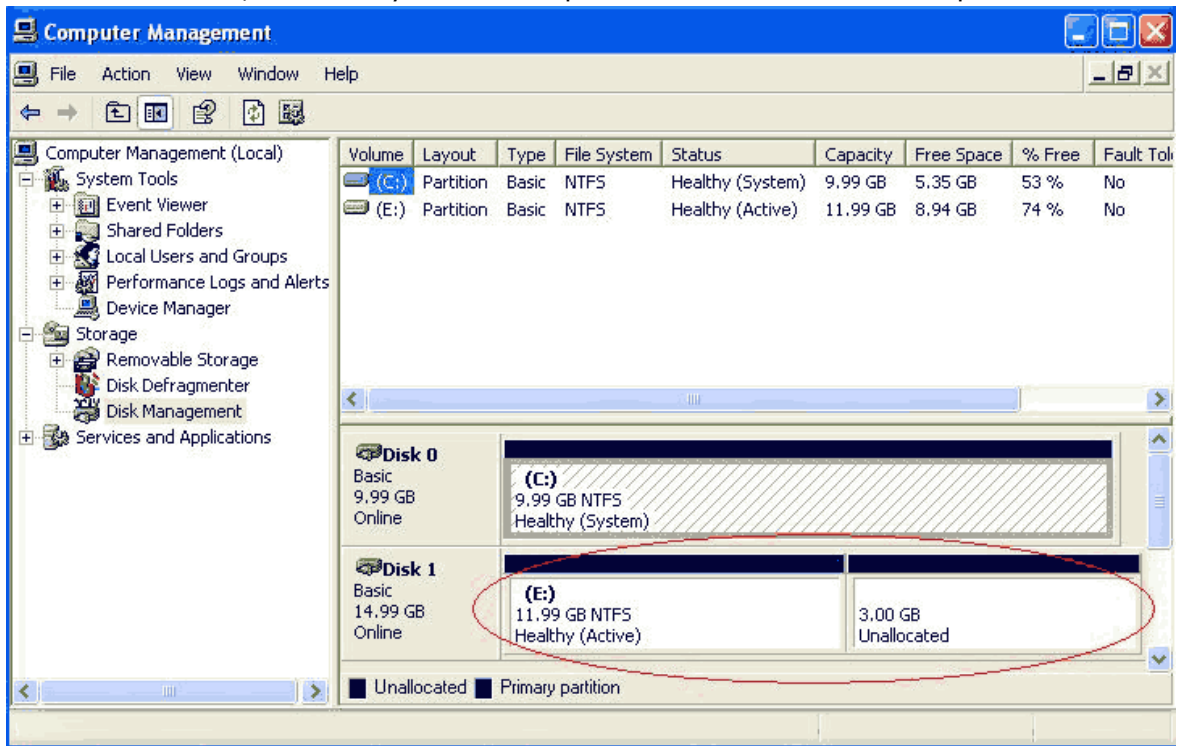 Computer Management
File Action View Window Help
Computer Management (Local)
System Tools
Event Viewer
Shared Folders
Local Users and Groups
Performance Logs and Alerts
Device Manager
Storage
Removable Storage
Disk Defragmenter
Disk Management
Services and Applications
Volume Layout Type File System Status Capacity Free Space % Free Fault Tol
(C:) Partition Basic NTFS Healthy (System) 9.99 GB 5.35 GB 53 % No
(E:) Partition Basic NTFS Healthy (Active) 11.99 GB 8.94 GB 74 % No
Disk 0
Basic
9.99 GB
Online
(C:)
9.99 GB NTFS
Healthy (System)
Disk 1
Basic
14.99 GB
Online
(E:)
11.99 GB NTFS
Healthy (Active)
3.00 GB
Unallocated
Unallocated Primary partition